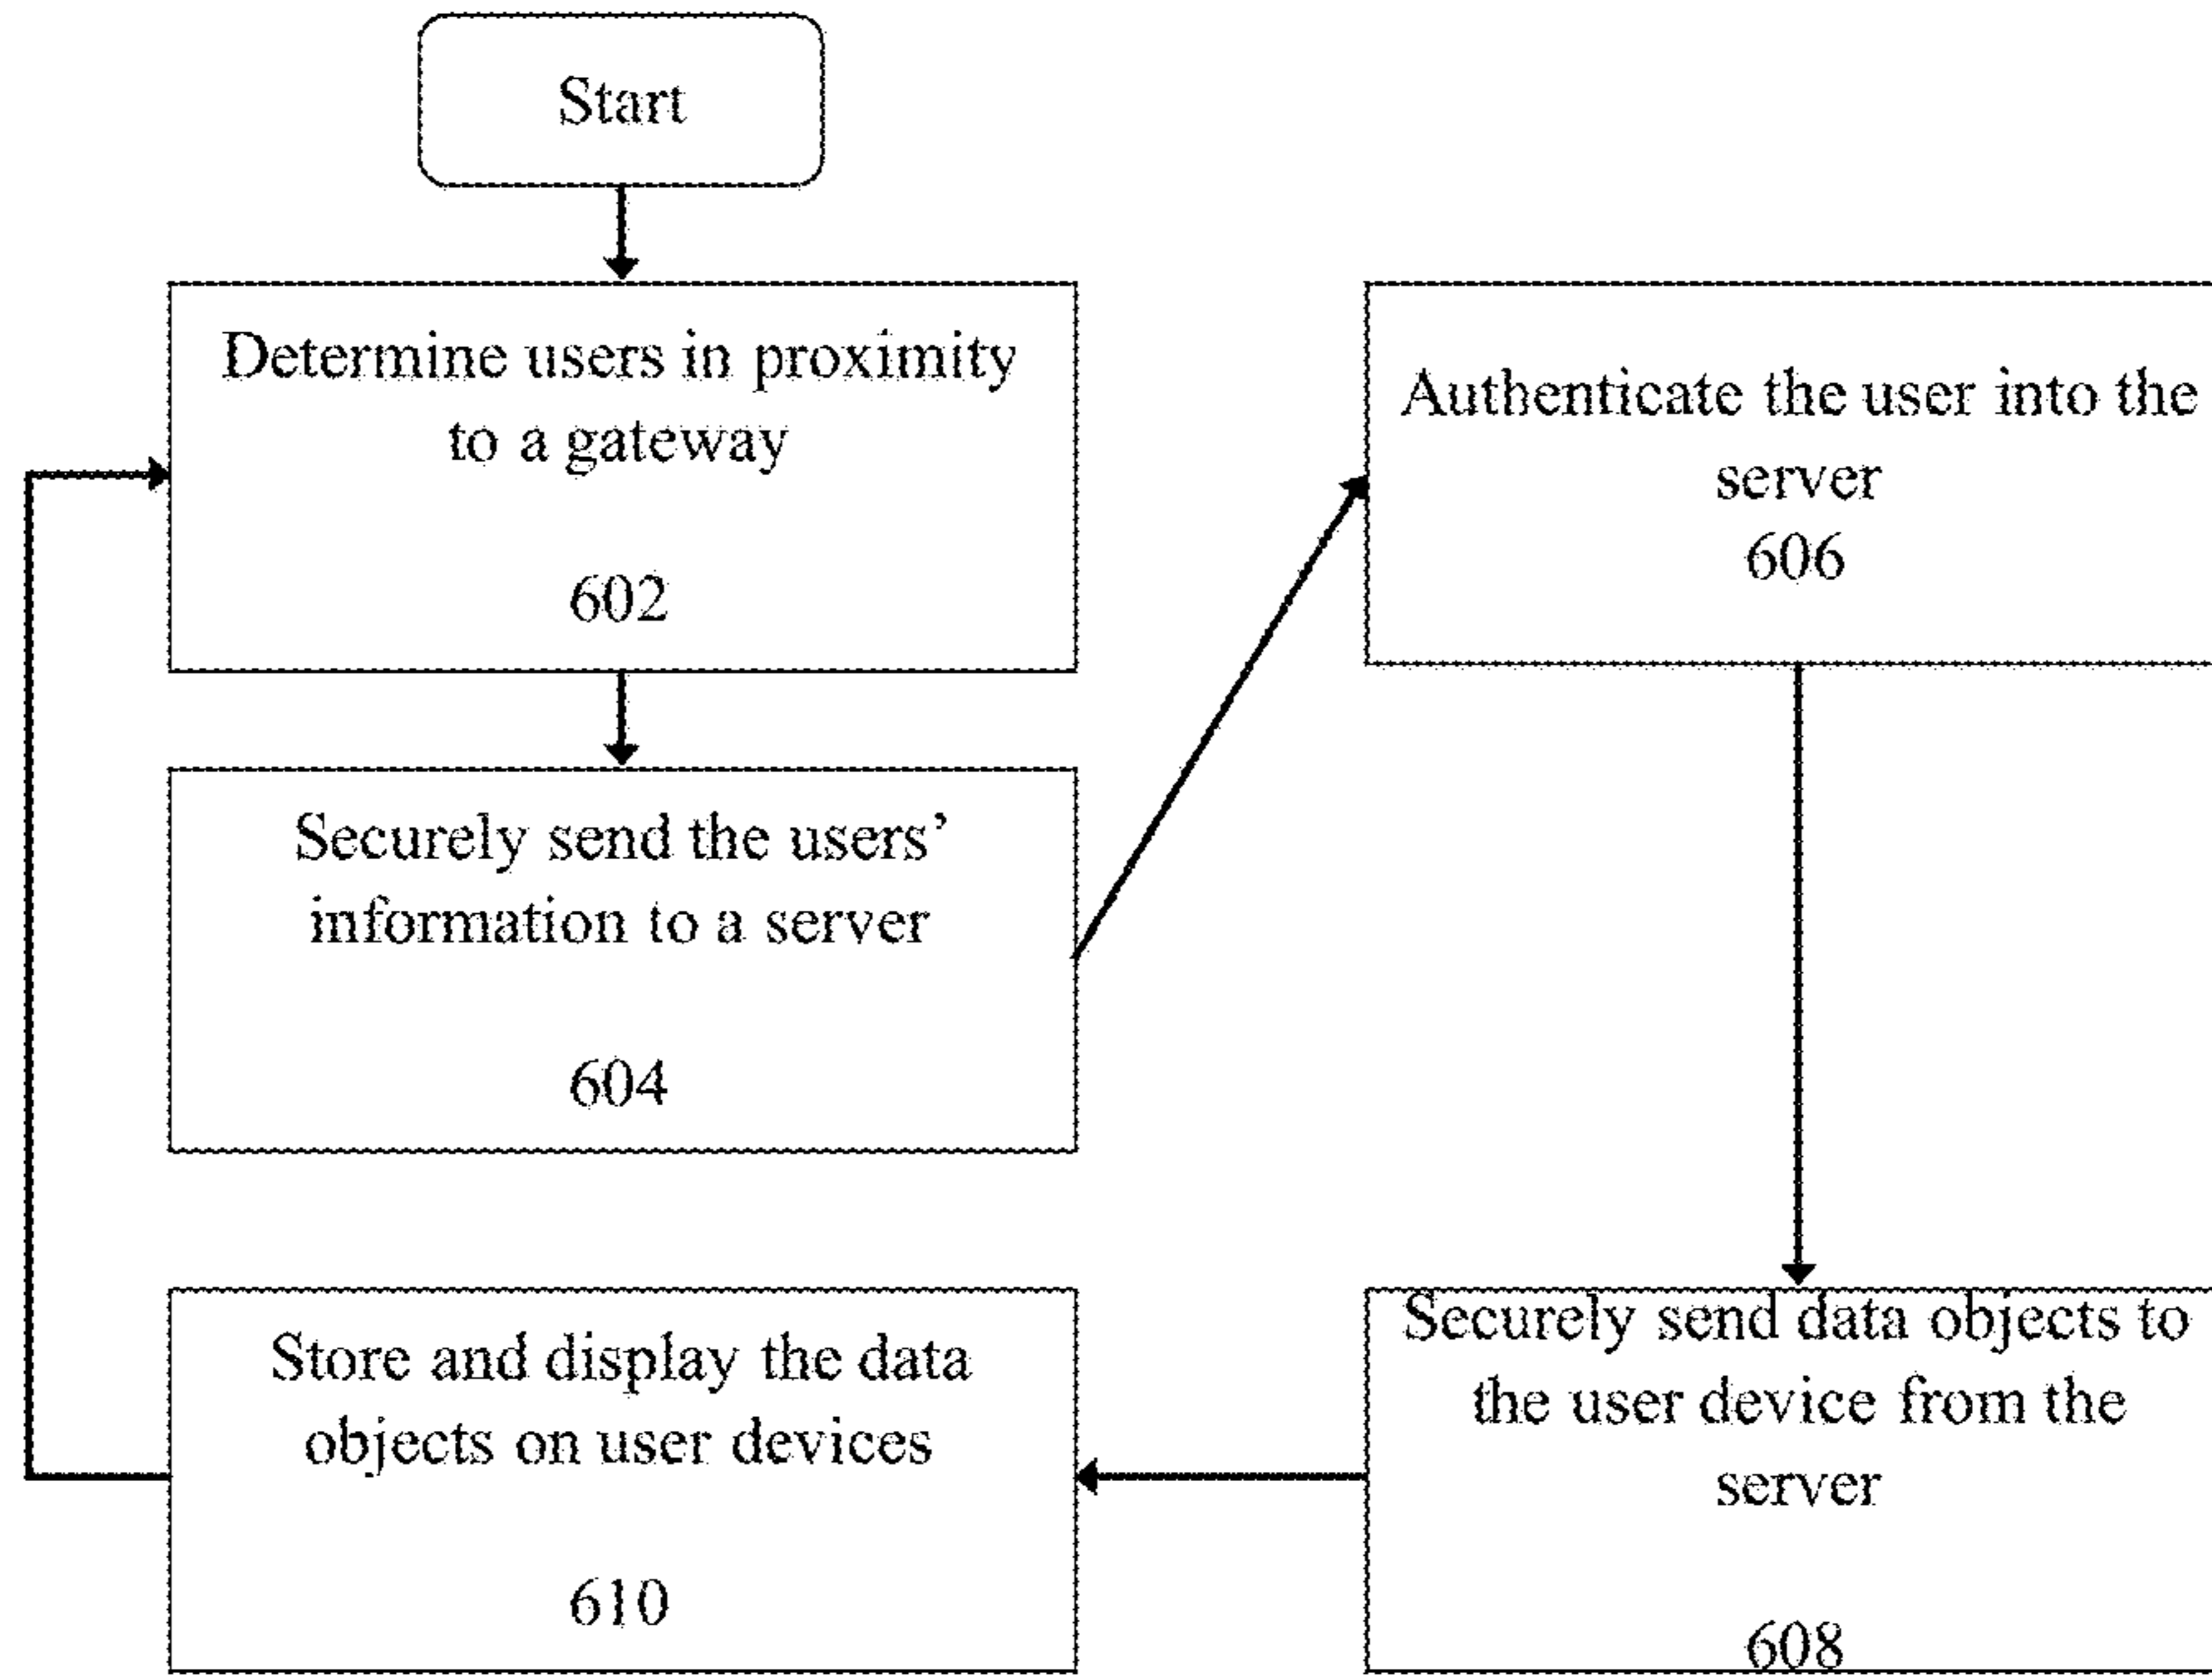 Start
Determine users in proximity
to a gateway
602
Securely send the users’
information to a server
604
Authenticate the user into the
server
606
Securely send data objects to
the user device from the
server
608
Store and display the data
objects on user devices
610